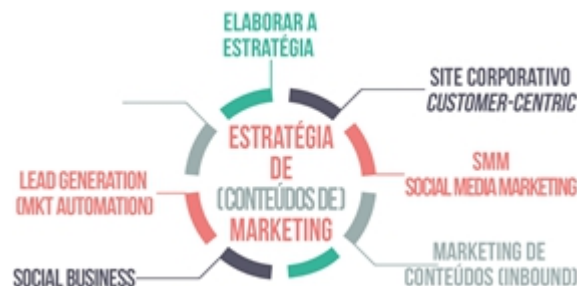 ELABORAR A
ESTRATÉGIA
SITE CORPORATIVO
CUSTOMER-CENTRIC
ESTRATÉGIA
DE
(CONTEÚDOS DE)
MARKETING
SMM
SOCIAL MEDIA MARKETING
LEAD GENERATION
(MKT AUTOMATION)
MARKETING DE
CONTEÚDOS (INBOUND)
SOCIAL BUSINESS